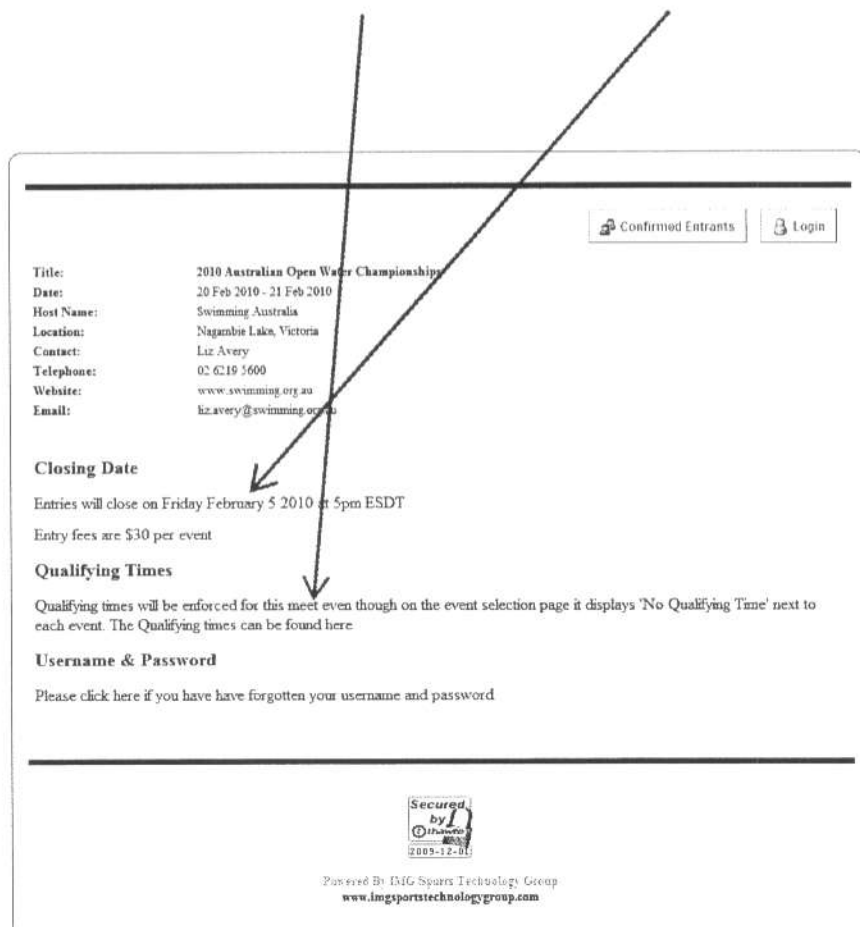 Confirmed Entrants Login
Title: 2010 Australian Open Water Championships
Date: 20 Feb 2010 - 21 Feb 2010
Host Name: Swimming Australia
Location: Nagambie Lake, Victoria
Contact: Liz Avery
Telephone: 02 6219 5600
Website: www.swimming.org.au
Email: liz.avery@swimming.org.au
Closing Date
Entries will close on Friday February 5 2010 at 5pm ESDT
Entry fees are $30 per event
Qualifying Times
Qualifying times will be enforced for this meet even though on the event selection page it displays 'No Qualifying Time' next to
each event. The Qualifying times can be found here
Username & Password
Please click here if you have have forgotten your username and password
Secured
by
thawte
2009-12-01
Powered By IMG Sports Technology Group
www.imgsportstechnologygroup.com